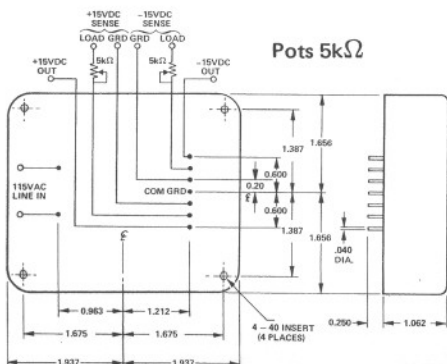 +15VDC -15VDC
SENSE SENSE
LOAD GRD GRD LOAD
Pots 5kΩ
+15VDC
OUT
5kΩ
5kΩ
-15VDC
OUT
115VAC
LINE IN
COM GRD
0.20
0.600
0.600
1.387
1.387
1.656
1.656
.040
DIA.
0.963
1.212
1.675
1.675
1.937
1.937
4 - 40 INSERT
(4 PLACES)
0.250
1.062